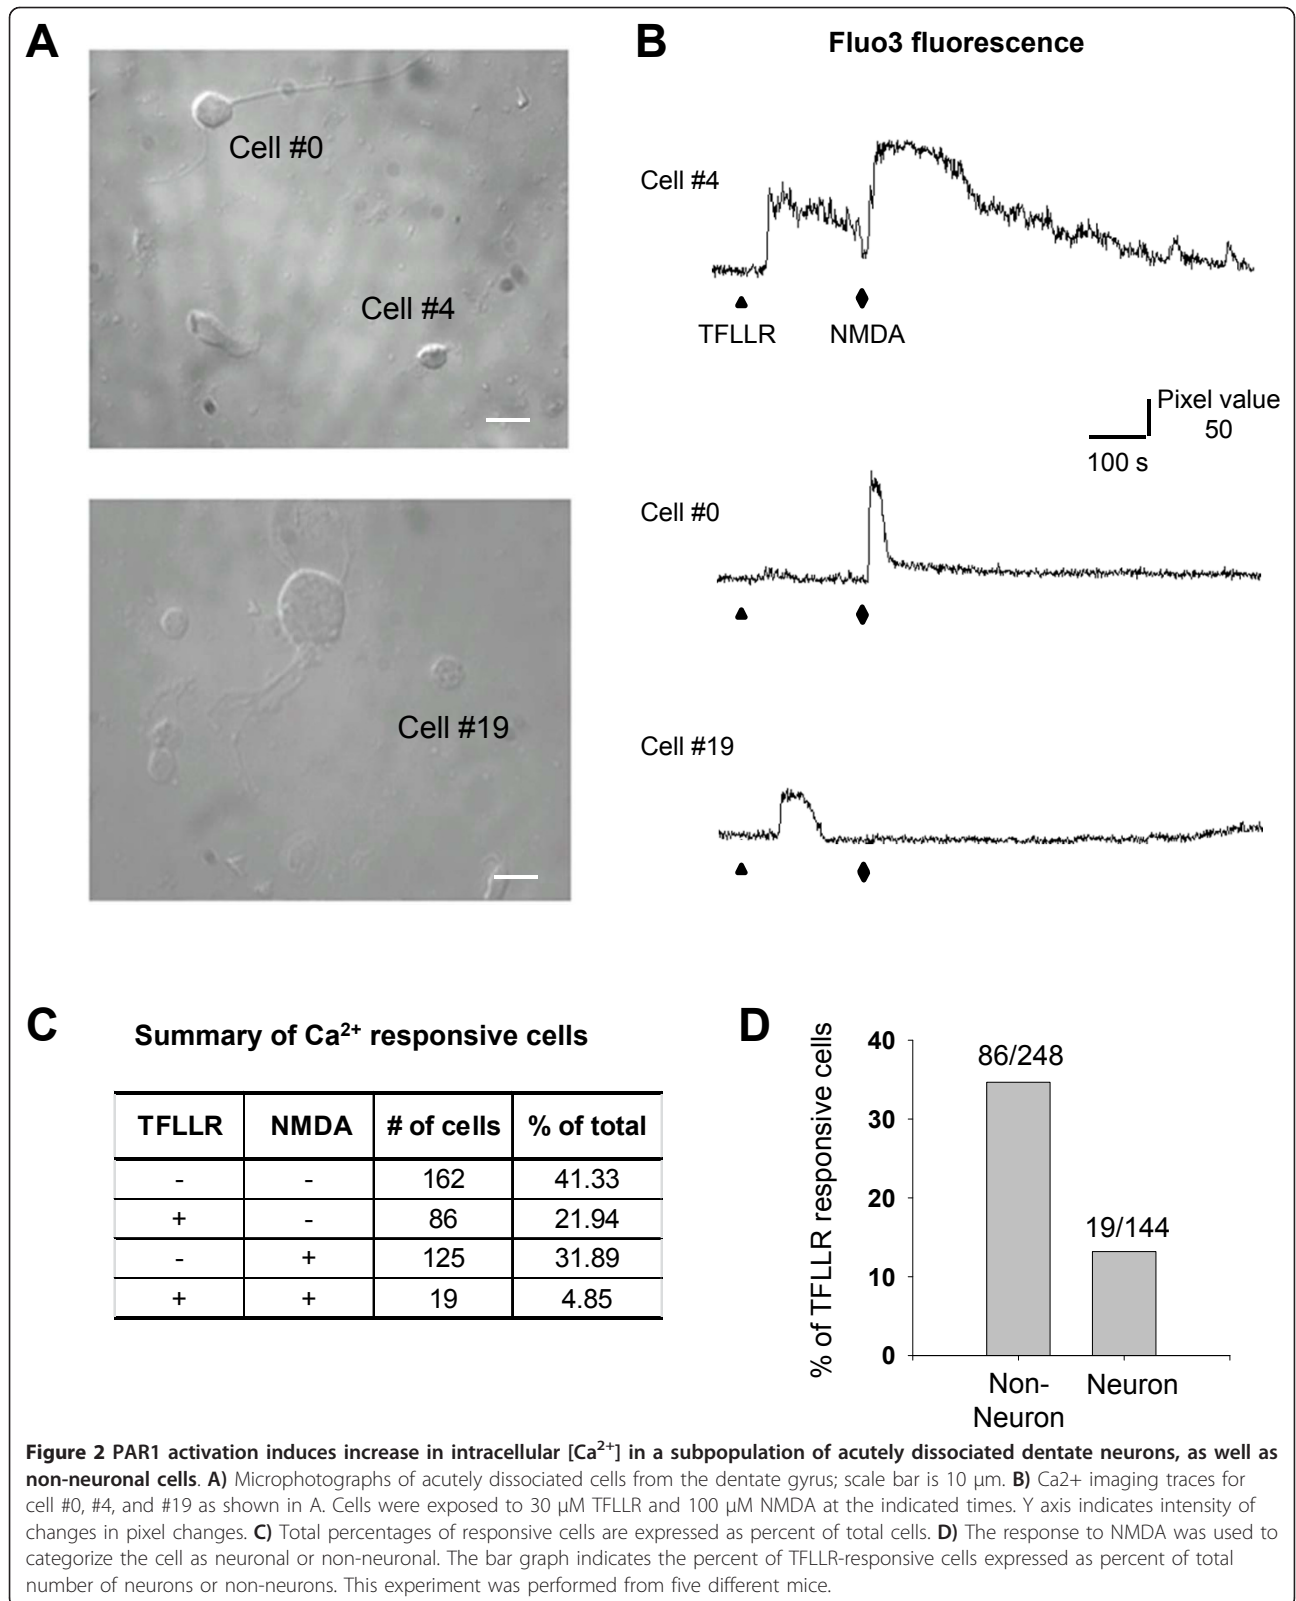 A
Cell #0
Cell #4
Cell #19
B
Fluo3 fluorescence
Cell #4
TFLLR NMDA
Pixel value
50
100 s
Cell #0
Cell #19
C
Summary of Ca²⁺ responsive cells
TFLLR NMDA # of cells % of total
- - 162 41.33
+ - 86 21.94
- + 125 31.89
+ + 19 4.85
D
% of TFLLR responsive cells
40
30
20
10
0
86/248
19/144
Non-
Neuron
Neuron
Figure 2 PAR1 activation induces increase in intracellular [Ca²⁺] in a subpopulation of acutely dissociated dentate neurons, as well as
non-neuronal cells. A) Microphotographs of acutely dissociated cells from the dentate gyrus; scale bar is 10 μm. B) Ca2+ imaging traces for
cell #0, #4, and #19 as shown in A. Cells were exposed to 30 μM TFLLR and 100 μM NMDA at the indicated times. Y axis indicates intensity of
changes in pixel changes. C) Total percentages of responsive cells are expressed as percent of total cells. D) The response to NMDA was used to
categorize the cell as neuronal or non-neuronal. The bar graph indicates the percent of TFLLR-responsive cells expressed as percent of total
number of neurons or non-neurons. This experiment was performed from five different mice.